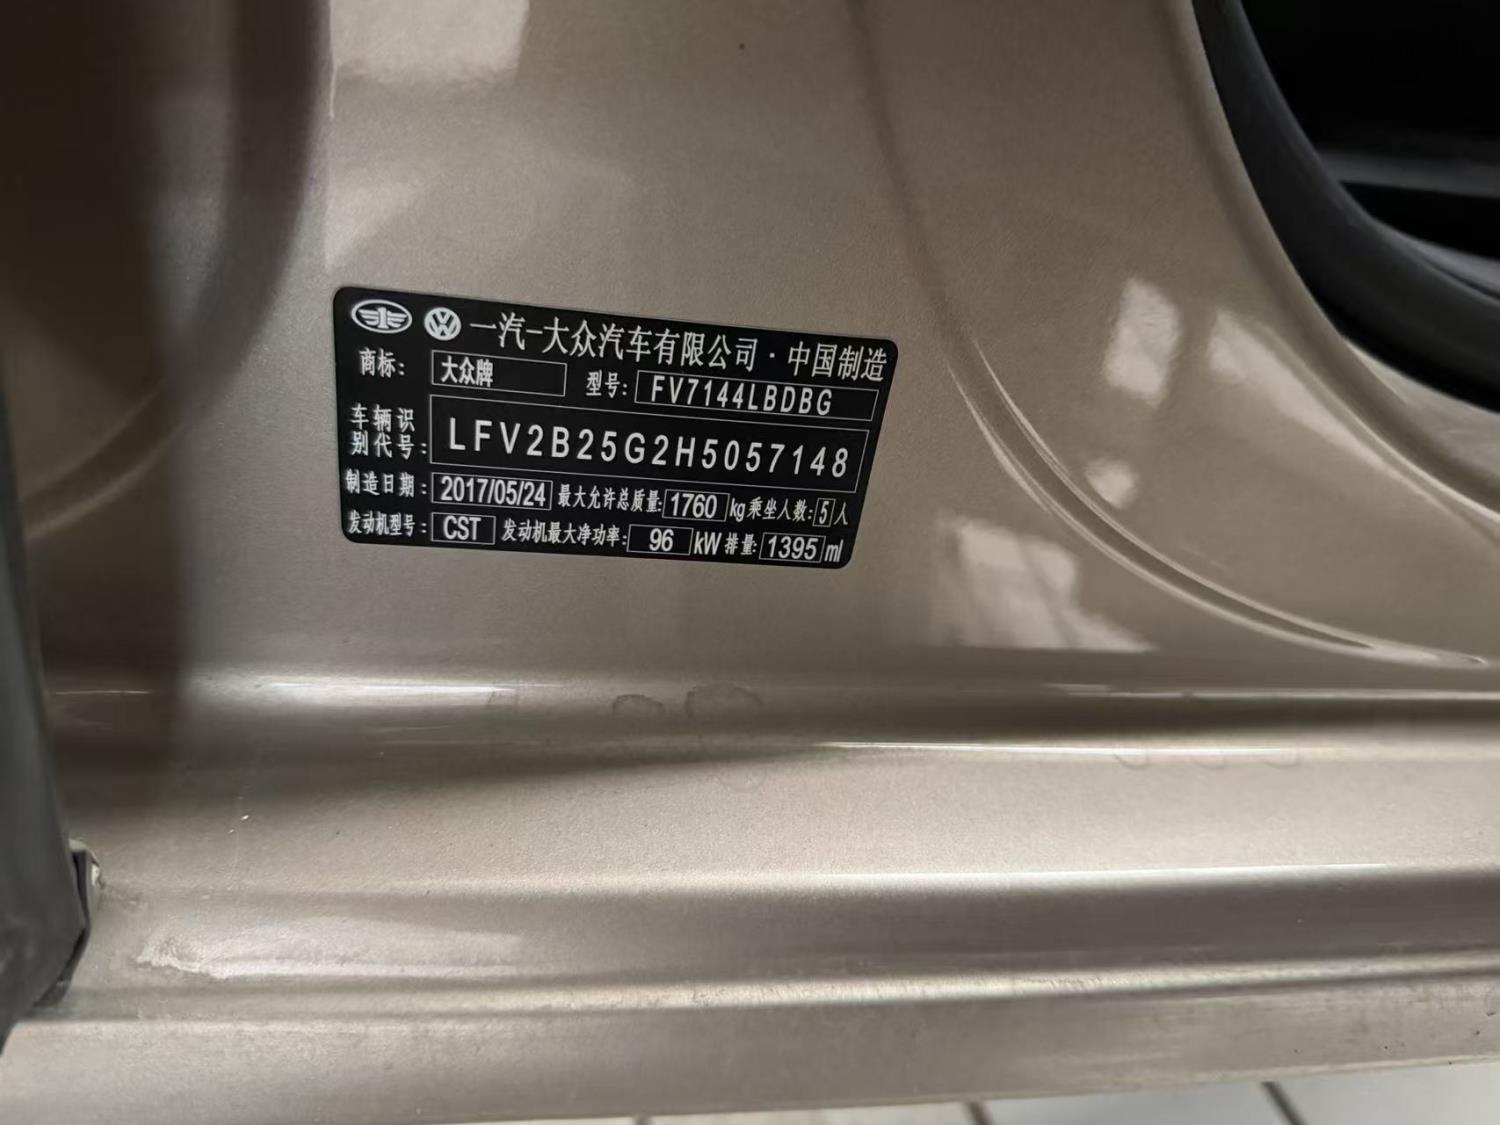 一汽-大众汽车有限公司·中国制造
商标: 大众牌 型号: FV7144LBDBG
车辆识别代号: LFV2B25G2H5057148
制造日期: 2017/05/24 最大允许总质量: 1760 kg 乘坐人数: 5 人
发动机型号: CST 发动机最大净功率: 96 kW 排量: 1395 ml